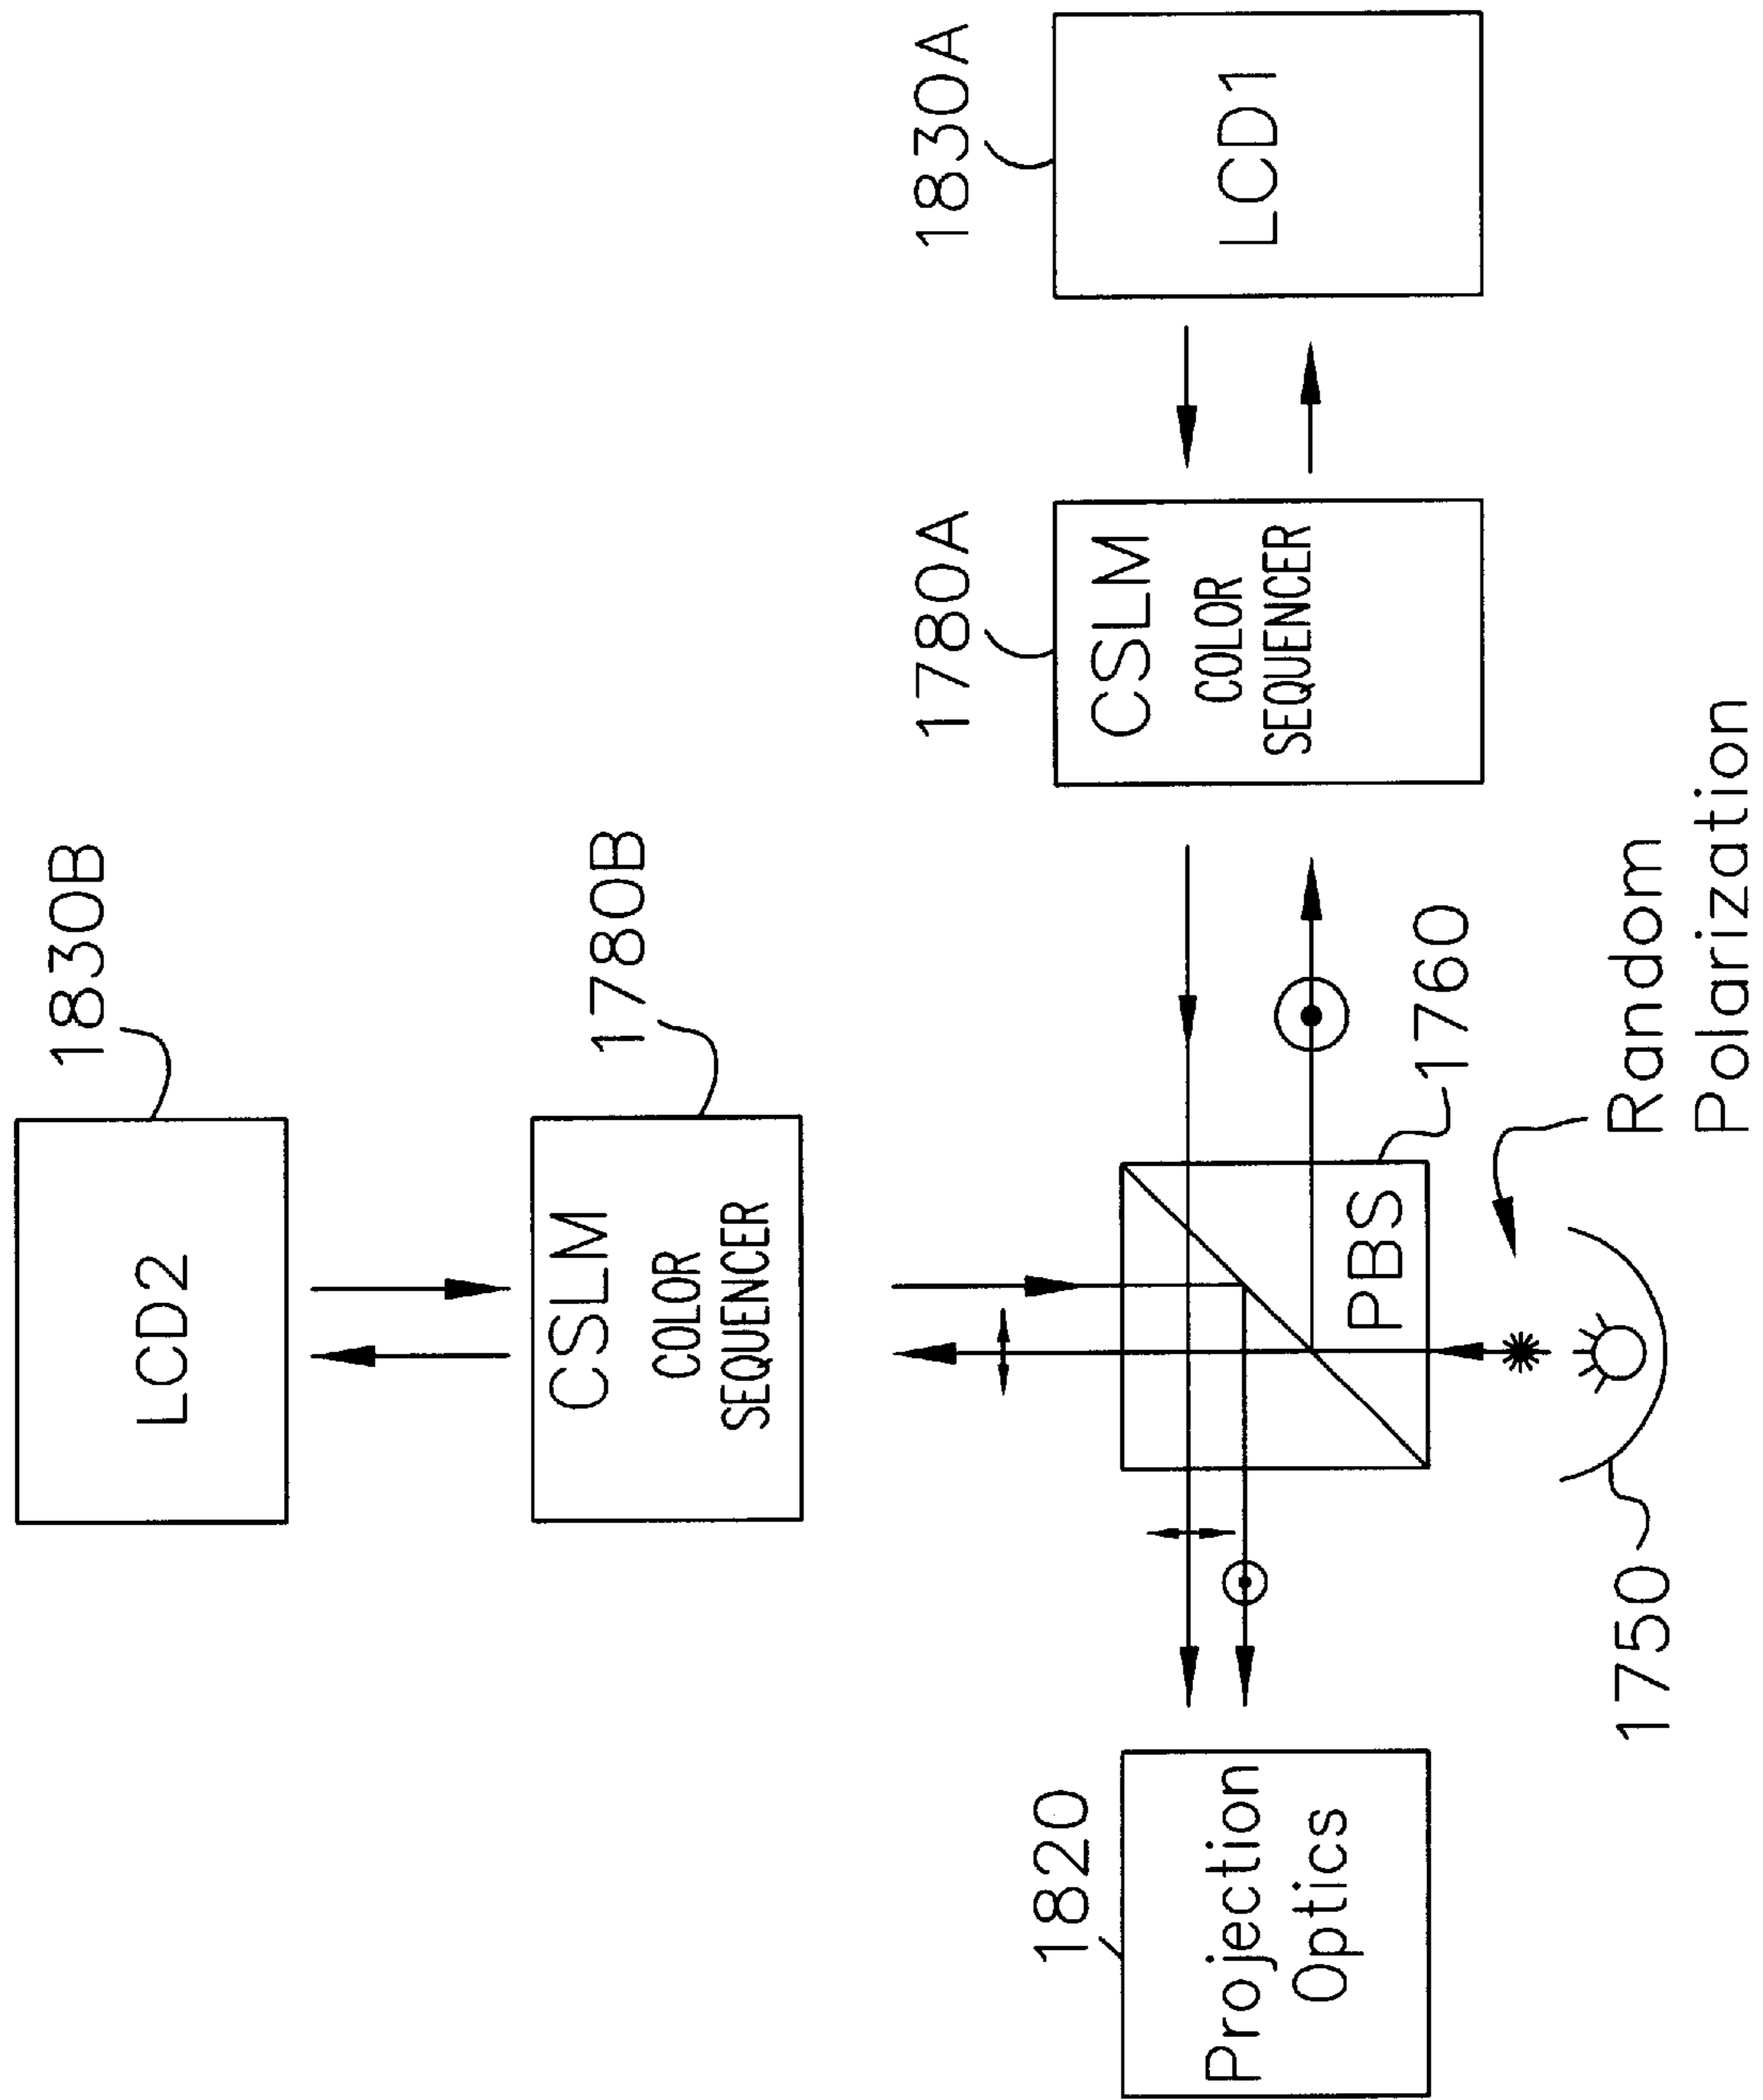 1830B
LCD2
1780B
CSLM
COLOR
SEQUENCER
1830A
LCD1
1780A
CSLM
COLOR
SEQUENCER
1760
PBS
Random
Polarization
1750
1820
Projection
Optics